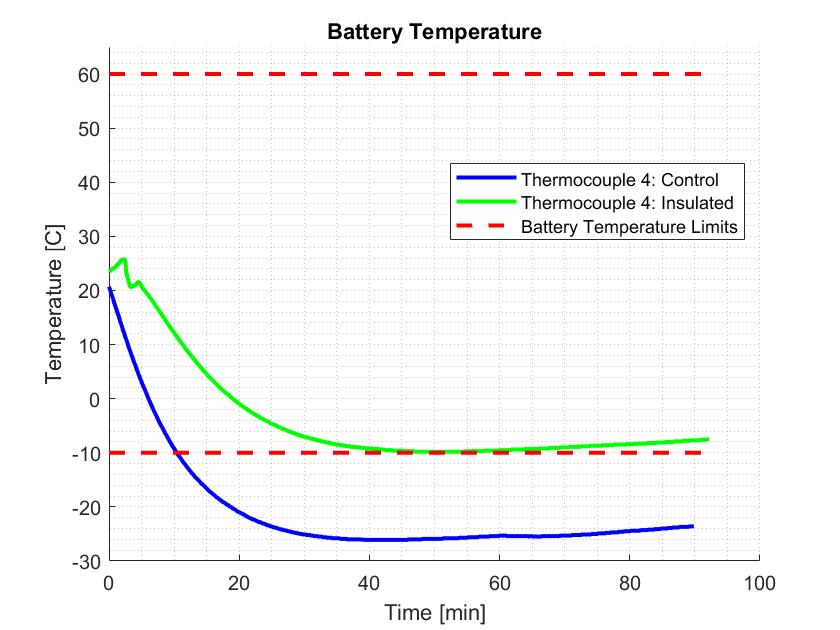 Battery Temperature
60
50
40
30
20
10
0
-10
-20
-30
Temperature [C]
Thermocouple 4: Control
Thermocouple 4: Insulated
Battery Temperature Limits
0 20 40 60 80 100
Time [min]